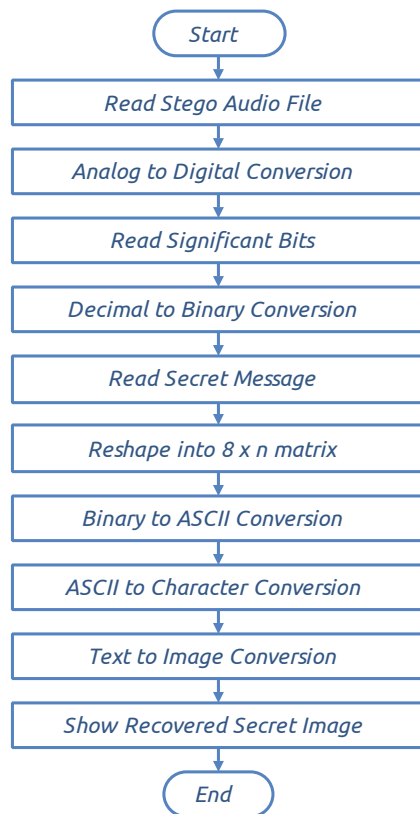 Start
Read Stego Audio File
Analog to Digital Conversion
Read Significant Bits
Decimal to Binary Conversion
Read Secret Message
Reshape into 8 x n matrix
Binary to ASCII Conversion
ASCII to Character Conversion
Text to Image Conversion
Show Recovered Secret Image
End